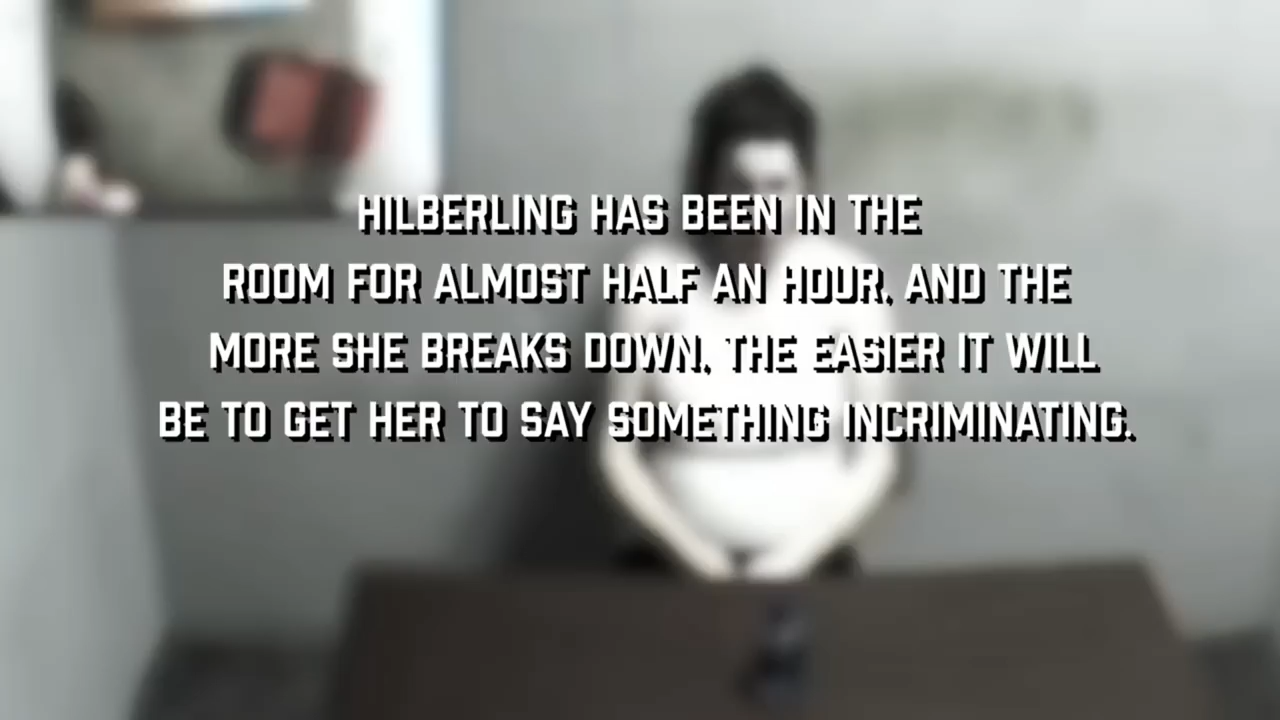 HILBERLING HAS BEEN IN THE
ROOM FOR ALMOST HALF AN HOUR, AND THE
MORE SHE BREAKS DOWN, THE EASIER IT WILL
BE TO GET HER TO SAY SOMETHING INCRIMINATING.